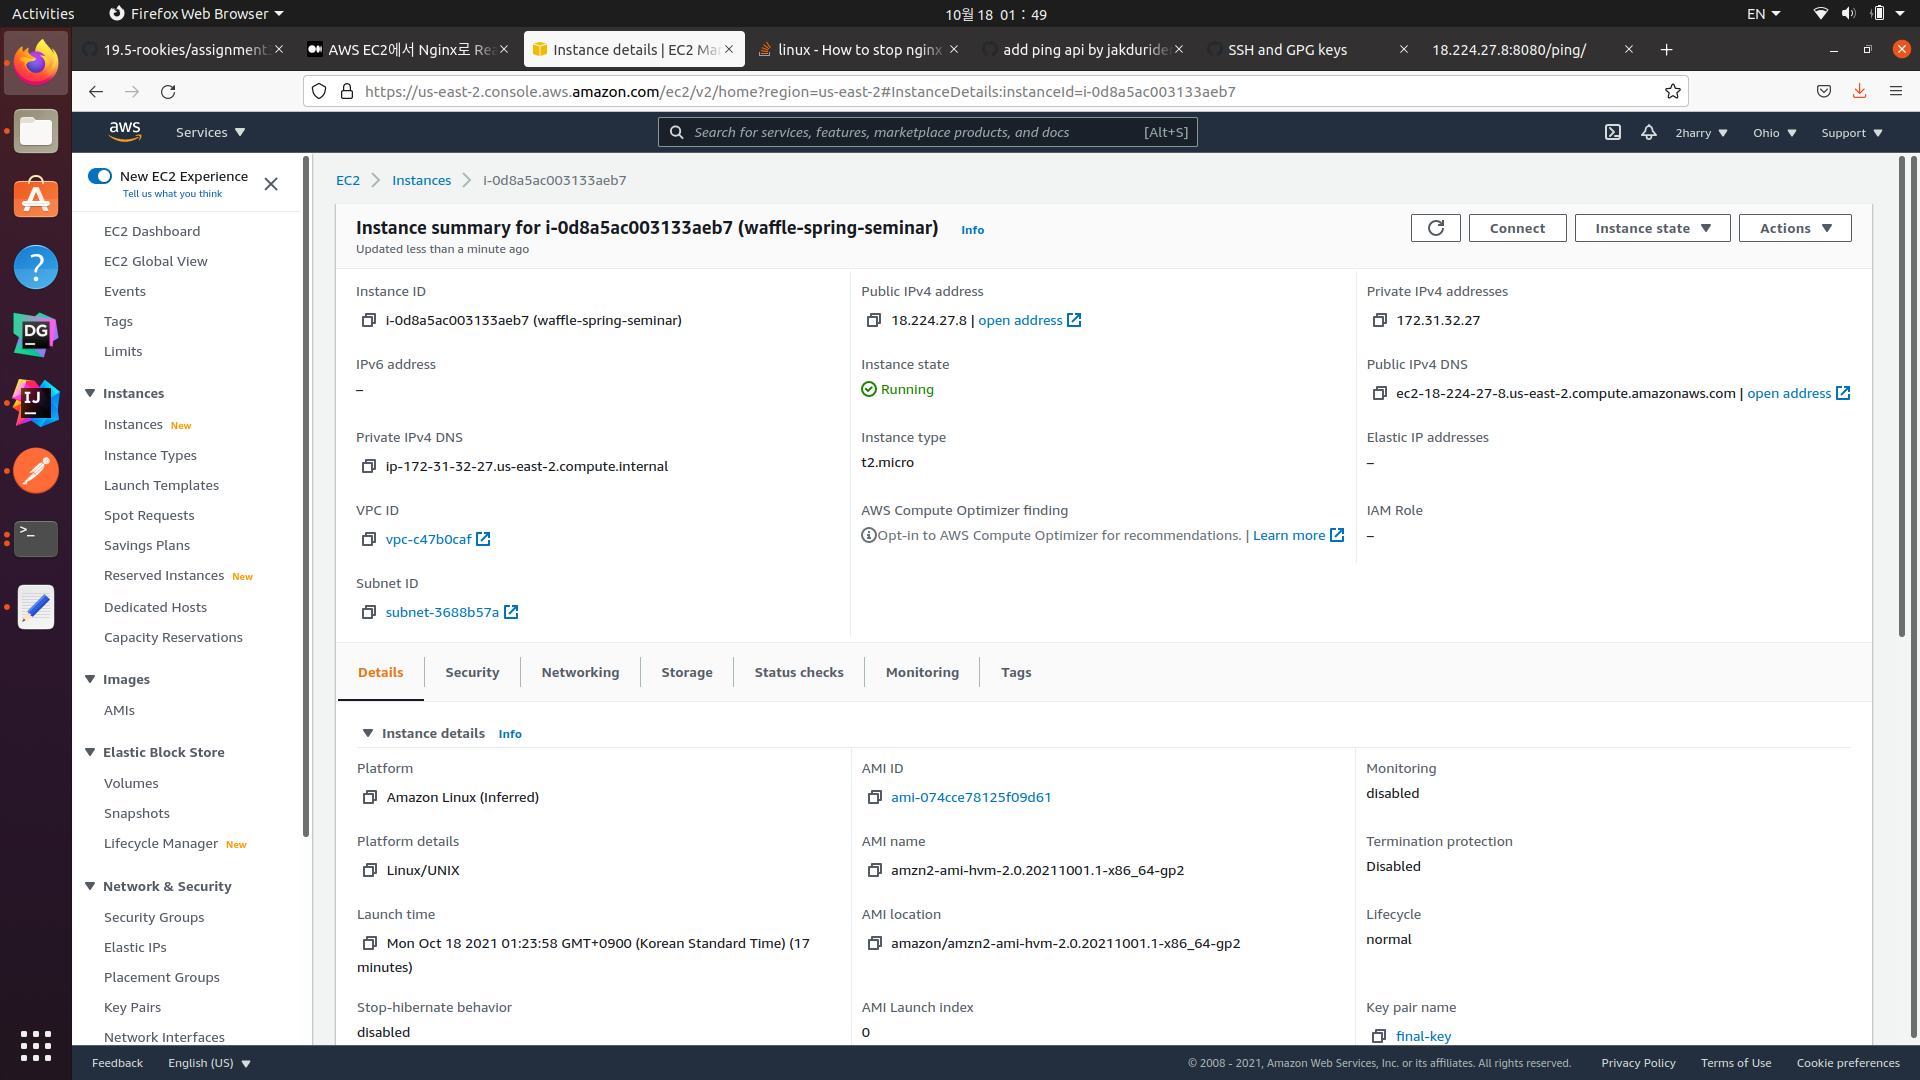 Activities
Firefox Web Browser
10월 18 01 : 49
EN
19.5-rookies/assignment
AWS EC2에서 Nginx로 Rea
Instance details | EC2 Ma
linux - How to stop nginx
add ping api by jakduride
SSH and GPG keys
18.224.27.8:8080/ping/
https://us-east-2.console.aws.amazon.com/ec2/v2/home?region=us-east-2#InstanceDetails:instanceId=i-0d8a5ac003133aeb7
aws
Services
Search for services, features, marketplace products, and docs [Alt+S]
2harry
Ohio
Support
New EC2 Experience
Tell us what you think
EC2 Dashboard
EC2 Global View
Events
Tags
Limits
Instances
Instances New
Instance Types
Launch Templates
Spot Requests
Savings Plans
Reserved Instances New
Dedicated Hosts
Capacity Reservations
Images
AMIs
Elastic Block Store
Volumes
Snapshots
Lifecycle Manager New
Network & Security
Security Groups
Elastic IPs
Placement Groups
Key Pairs
Network Interfaces
EC2 Instances i-0d8a5ac003133aeb7
Instance summary for i-0d8a5ac003133aeb7 (waffle-spring-seminar) Info
Updated less than a minute ago
Connect
Instance state
Actions
Instance ID
i-0d8a5ac003133aeb7 (waffle-spring-seminar)
Public IPv4 address
18.224.27.8 | open address
Private IPv4 addresses
172.31.32.27
IPv6 address
–
Instance state
Running
Public IPv4 DNS
ec2-18-224-27-8.us-east-2.compute.amazonaws.com | open address
Private IPv4 DNS
ip-172-31-32-27.us-east-2.compute.internal
Instance type
t2.micro
Elastic IP addresses
–
VPC ID
vpc-c47b0caf
AWS Compute Optimizer finding
Opt-in to AWS Compute Optimizer for recommendations. | Learn more
IAM Role
–
Subnet ID
subnet-3688b57a
Details
Security
Networking
Storage
Status checks
Monitoring
Tags
Instance details Info
Platform
Amazon Linux (Inferred)
AMI ID
ami-074cce78125f09d61
Monitoring
disabled
Platform details
Linux/UNIX
AMI name
amzn2-ami-hvm-2.0.20211001.1-x86_64-gp2
Termination protection
Disabled
Launch time
Mon Oct 18 2021 01:23:58 GMT+0900 (Korean Standard Time) (17
minutes)
AMI location
amazon/amzn2-ami-hvm-2.0.20211001.1-x86_64-gp2
Lifecycle
normal
Stop-hibernate behavior
disabled
AMI Launch index
0
Key pair name
final-key
Feedback
English (US)
© 2008 - 2021, Amazon Web Services, Inc. or its affiliates. All rights reserved.
Privacy Policy
Terms of Use
Cookie preferences
DG
IJ